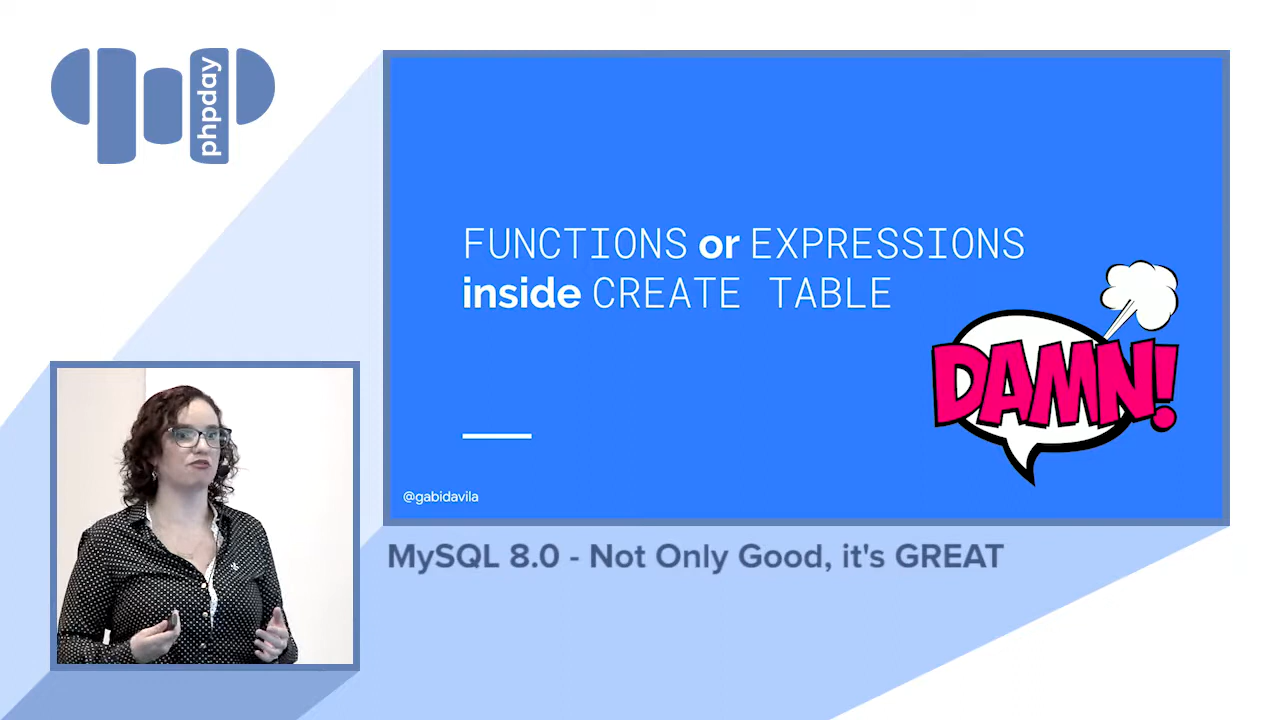 phpday
FUNCTIONS or EXPRESSIONS
inside CREATE TABLE
DAMN!
@gabidavila
MySQL 8.0 - Not Only Good, it's GREAT